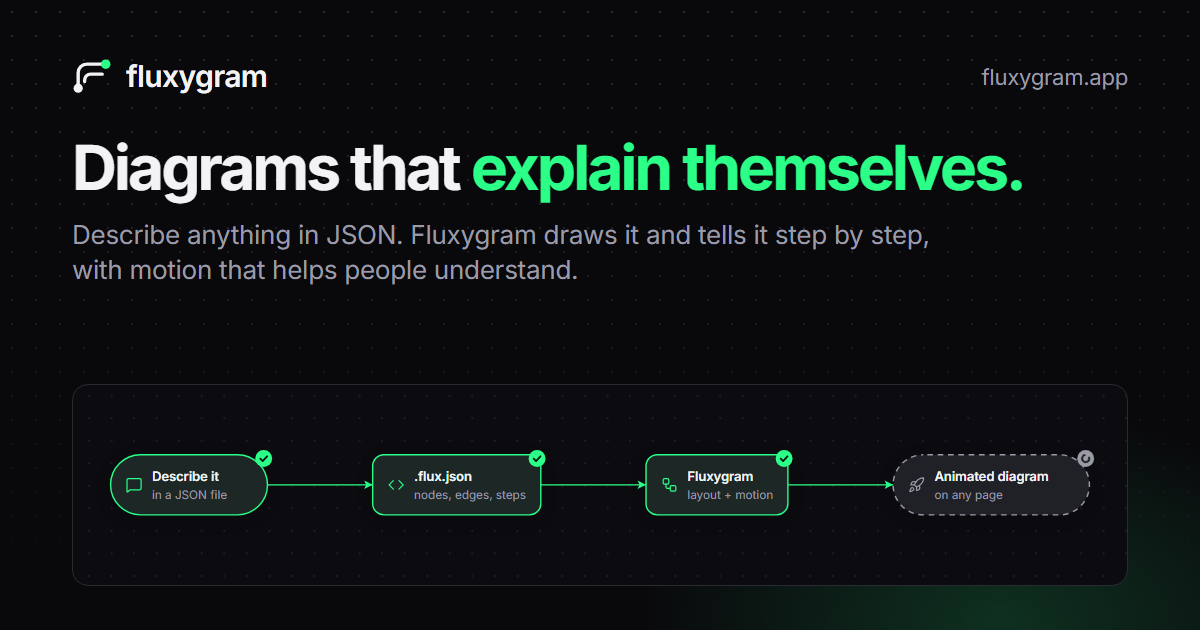 fluxygram
fluxygram.app
Diagrams that explain themselves.
Describe anything in JSON. Fluxygram draws it and tells it step by step,
with motion that helps people understand.
Describe it
in a JSON file
.flux.json
nodes, edges, steps
Fluxygram
layout + motion
Animated diagram
on any page